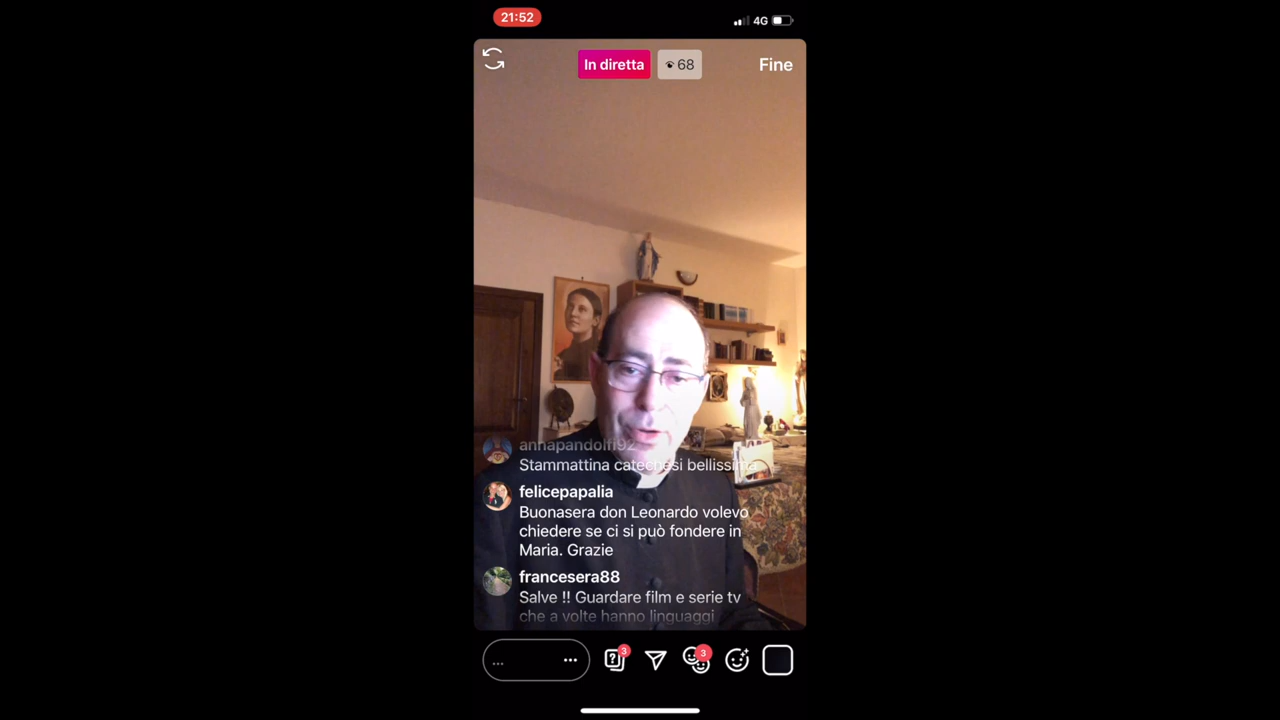 21:52
4G
In diretta
68
Fine
annapandolfi92
Stammattina catechesi bellissima
felicepapalia
Buonasera don Leonardo volevo
chiedere se ci si può fondere in
Maria. Grazie
francesera88
Salve !! Guardare film e serie tv
che a volte hanno linguaggi
...
3
3